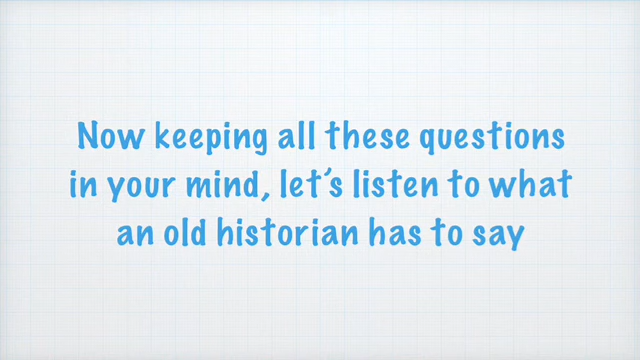 Now keeping all these questions
in your mind, let’s listen to what
an old historian has to say